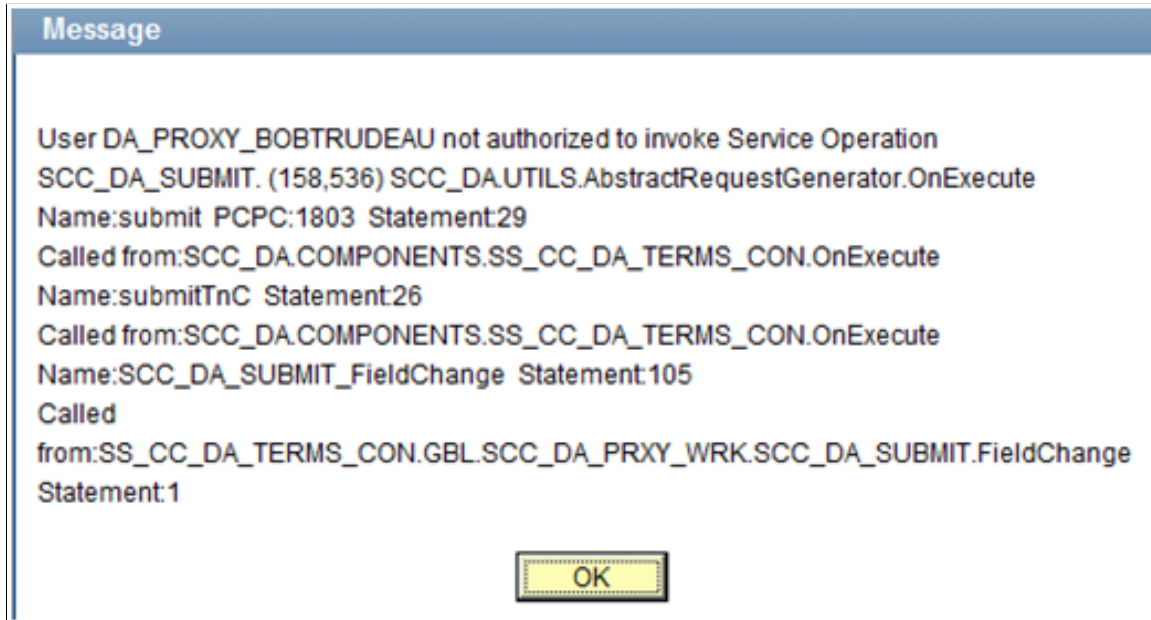 Message
User DA_PROXY_BOBTRUDEAU not authorized to invoke Service Operation
SCC_DA_SUBMIT. (158,536) SCC_DA.UTILS.AbstractRequestGenerator.OnExecute
Name:submit PCPC:1803 Statement:29
Called from:SCC_DA.COMPONENTS.SS_CC_DA_TERMS_CON.OnExecute
Name:submitTnC Statement:26
Called from:SCC_DA.COMPONENTS.SS_CC_DA_TERMS_CON.OnExecute
Name:SCC_DA_SUBMIT_FieldChange Statement:105
Called
from:SS_CC_DA_TERMS_CON.GBL.SCC_DA_PRXY_WRK.SCC_DA_SUBMIT.FieldChange
Statement:1
OK